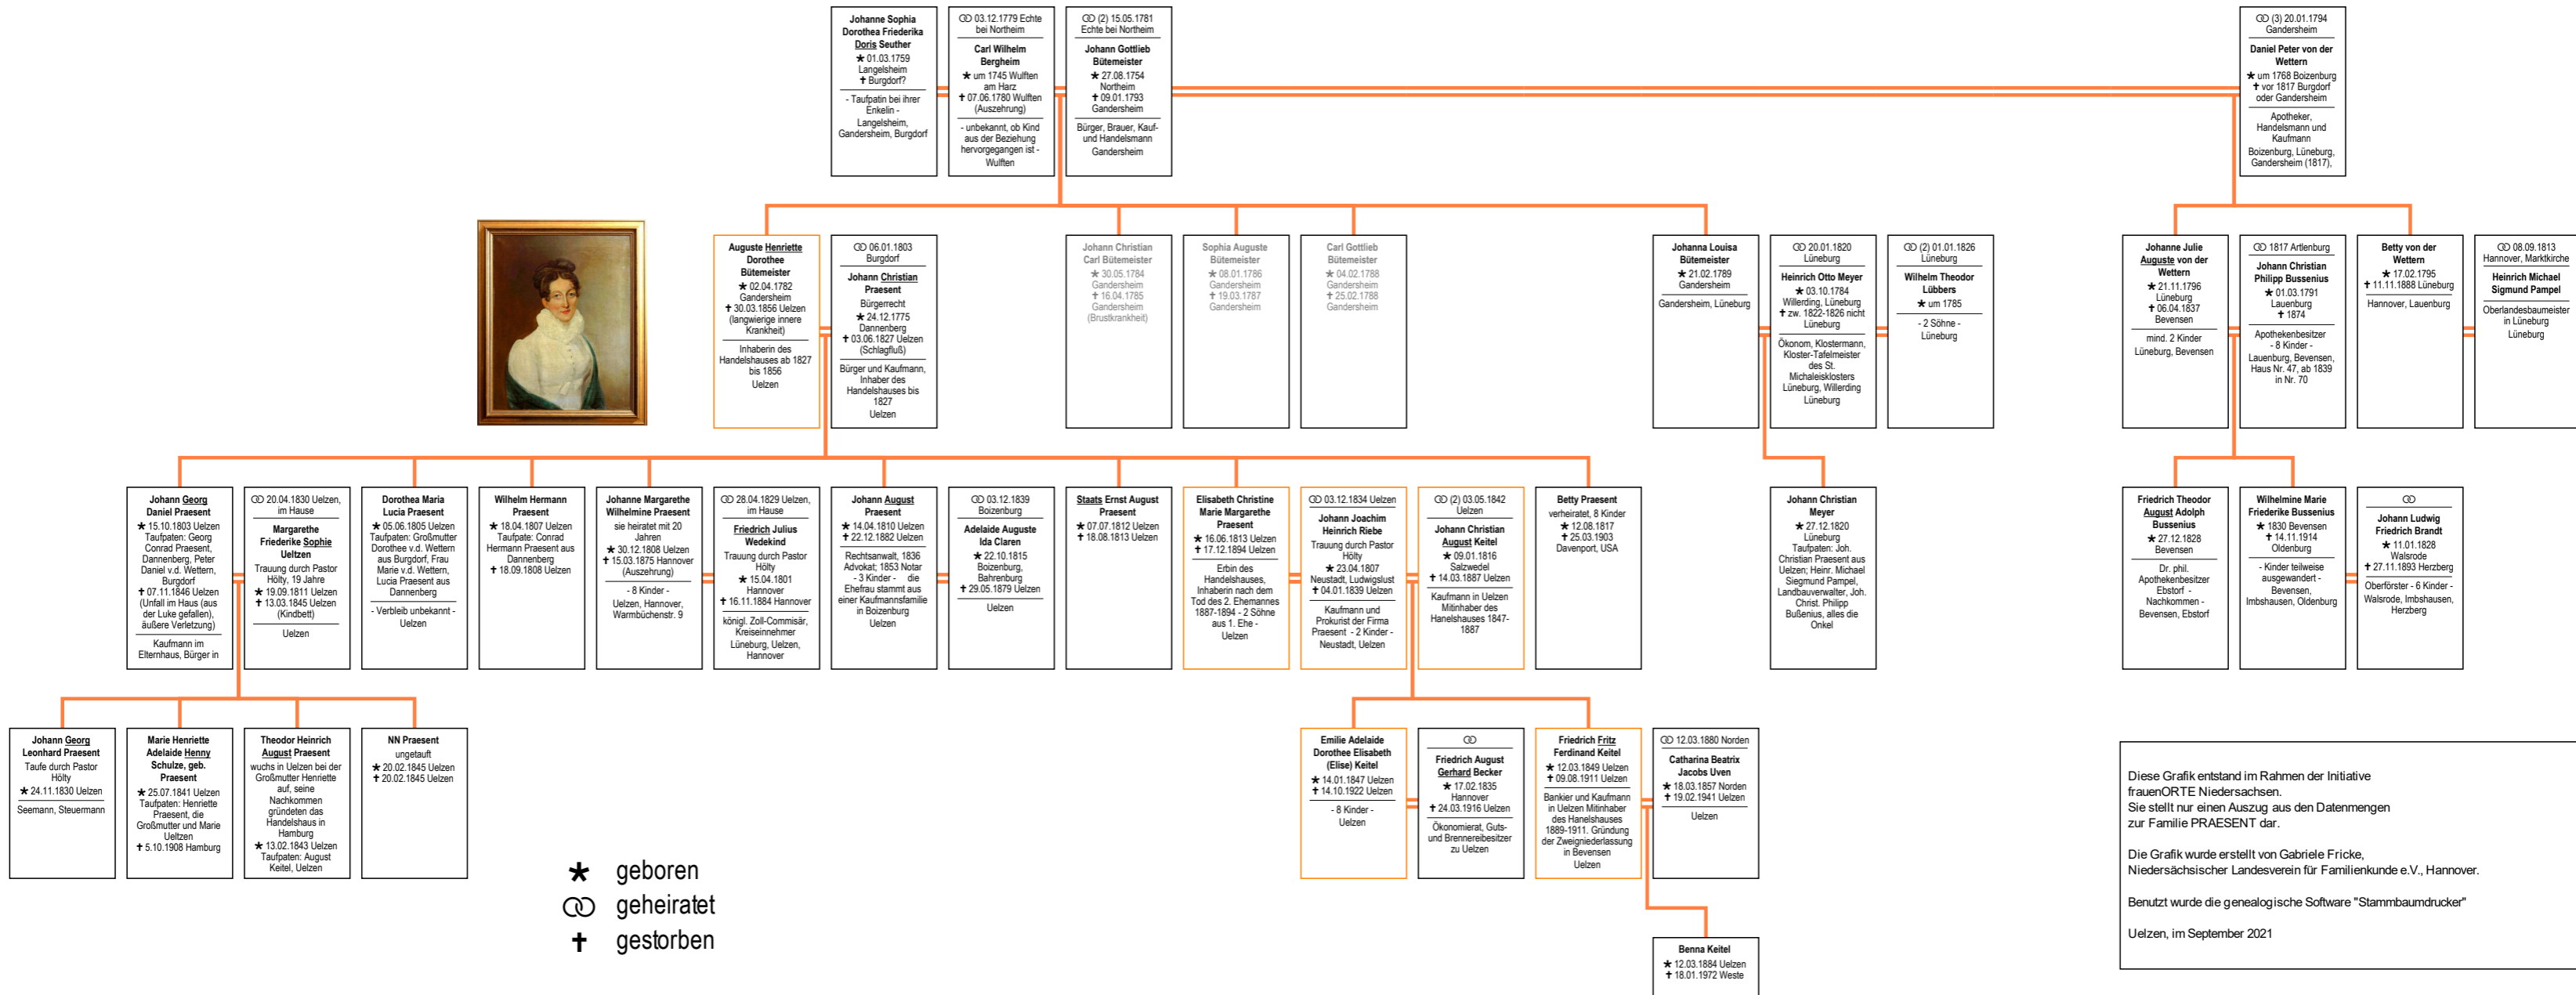 Johanne Sophia
Dorothea Friederika
Doris Seuther
★ 01.03.1759
Langelsheim
✝ Burgdorf?
- Taufpatin bei ihrer
Enkelin -
Langelsheim,
Gandersheim, Burgdorf
⚭ 03.12.1779 Echte
bei Northeim
Carl Wilhelm
Bergheim
★ um 1745 Wulften
am Harz
✝ 07.06.1780 Wulften
(Auszehrung)
- unbekannt, ob Kind
aus der Beziehung
hervorgegangen ist -
Wulften
⚭ (2) 15.05.1781
Echte bei Northeim
Johann Gottlieb
Bütemeister
★ 27.08.1754
Northeim
✝ 09.01.1793
Gandersheim
Bürger, Brauer, Kauf-
und Handelsmann
Gandersheim
⚭ (3) 20.01.1794
Gandersheim
Daniel Peter von der
Wettern
★ um 1768 Boizenburg
✝ vor 1817 Burgdorf
oder Gandersheim
Apotheker,
Handelsmann und
Kaufmann
Boizenburg, Lüneburg,
Gandersheim (1817),
Auguste Henriette
Dorothee
Bütemeister
★ 02.04.1782
Gandersheim
✝ 30.03.1856 Uelzen
(langwierige innere
Krankheit)
Inhaberin des
Handelshauses ab 1827
bis 1856
Uelzen
⚭ 06.01.1803
Burgdorf
Johann Christian
Praesent
Bürgerrecht
★ 24.12.1775
Dannenberg
✝ 03.06.1827 Uelzen
(Schlagfluß)
Bürger und Kaufmann,
Inhaber des
Handelshauses bis
1827
Uelzen
Johann Christian
Carl Bütemeister
★ 30.05.1784
Gandersheim
✝ 16.04.1785
Gandersheim
(Brustkrankheit)
Sophia Auguste
Bütemeister
★ 08.01.1786
Gandersheim
✝ 19.03.1787
Gandersheim
Carl Gottlieb
Bütemeister
★ 04.02.1788
Gandersheim
✝ 25.02.1788
Gandersheim
Johanna Louisa
Bütemeister
★ 21.02.1789
Gandersheim
Gandersheim, Lüneburg
⚭ 20.01.1820
Lüneburg
Heinrich Otto Meyer
★ 03.10.1784
Willerding, Lüneburg
✝ zw. 1822-1826 nicht
Lüneburg
Ökonom, Klostermann,
Kloster-Tafelmeister
des St.
Michaleisklosters
Lüneburg, Willerding
Lüneburg
⚭ (2) 01.01.1826
Lüneburg
Wilhelm Theodor
Lübbers
★ um 1785
- 2 Söhne -
Lüneburg
Johanne Julie
Auguste von der
Wettern
★ 21.11.1796
Lüneburg
✝ 06.04.1837
Bevensen
mind. 2 Kinder
Lüneburg, Bevensen
⚭ 1817 Artlenburg
Johann Christian
Philipp Bussenius
★ 01.03.1791
Lauenburg
✝ 1874
Apothekenbesitzer
- 8 Kinder -
Lauenburg, Bevensen,
Haus Nr. 47, ab 1839
in Nr. 70
Betty von der
Wettern
★ 17.02.1795
✝ 11.11.1888 Lüneburg
Hannover, Lauenburg
⚭ 08.09.1813
Hannover, Marktkirche
Heinrich Michael
Sigmund Pampel
Oberlandesbaumeister
in Lüneburg
Lüneburg
Johann Georg
Daniel Praesent
★ 15.10.1803 Uelzen
Taufpaten: Georg
Conrad Praesent,
Dannenberg, Peter
Daniel v.d. Wettern,
Burgdorf
✝ 07.11.1846 Uelzen
(Unfall im Haus (aus
der Luke gefallen),
äußere Verletzung)
Kaufmann im
Elternhaus, Bürger in
⚭ 20.04.1830 Uelzen,
im Hause
Margarethe
Friederike Sophie
Ueltzen
Trauung durch Pastor
Hölty, 19 Jahre
★ 19.09.1811 Uelzen
✝ 13.03.1845 Uelzen
(Kindbett)
Uelzen
Dorothea Maria
Lucia Praesent
★ 05.06.1805 Uelzen
Taufpaten: Großmutter
Dorothee v.d. Wettern
aus Burgdorf, Frau
Marie v.d. Wettern,
Lucia Praesent aus
Dannenberg
- Verbleib unbekannt -
Uelzen
Wilhelm Hermann
Praesent
★ 18.04.1807 Uelzen
Taufpate: Conrad
Hermann Praesent aus
Dannenberg
✝ 18.09.1808 Uelzen
Johanne Margarethe
Wilhelmine Praesent
sie heiratet mit 20
Jahren
★ 30.12.1808 Uelzen
✝ 15.03.1875 Hannover
(Auszehrung)
- 8 Kinder -
Uelzen, Hannover,
Warmbüchenstr. 9
⚭ 28.04.1829 Uelzen,
im Hause
Friedrich Julius
Wedekind
Trauung durch Pastor
Hölty
★ 15.04.1801
Hannover
✝ 16.11.1884 Hannover
königl. Zoll-Commisär,
Kreiseinnehmer
Lüneburg, Uelzen,
Hannover
Johann August
Praesent
★ 14.04.1810 Uelzen
✝ 22.12.1882 Uelzen
Rechtsanwalt, 1836
Advokat; 1853 Notar
- 3 Kinder - die
Ehefrau stammt aus
einer Kaufmannsfamilie
in Boizenburg
Uelzen
⚭ 03.12.1839
Boizenburg
Adelaide Auguste
Ida Claren
★ 22.10.1815
Boizenburg,
Bahrenburg
✝ 29.05.1879 Uelzen
Uelzen
Staats Ernst August
Praesent
★ 07.07.1812 Uelzen
✝ 18.08.1813 Uelzen
Elisabeth Christine
Marie Margarethe
Praesent
★ 16.06.1813 Uelzen
✝ 17.12.1894 Uelzen
Erbin des
Handelshauses,
Inhaberin nach dem
Tod des 2. Ehemannes
1887-1894 - 2 Söhne
aus 1. Ehe -
Uelzen
⚭ 03.12.1834 Uelzen
Johann Joachim
Heinrich Riebe
Trauung durch Pastor
Hölty
★ 23.04.1807
Neustadt, Ludwigslust
✝ 04.01.1839 Uelzen
Kaufmann und
Prokurist der Firma
Praesent - 2 Kinder -
Neustadt, Uelzen
⚭ (2) 03.05.1842
Uelzen
Johann Christian
August Keitel
★ 09.01.1816
Salzwedel
✝ 14.03.1887 Uelzen
Kaufmann in Uelzen
Mitinhaber des
Hanelshauses 1847-
1887
Betty Praesent
verheiratet, 8 Kinder
★ 12.08.1817
✝ 25.03.1903
Davenport, USA
Johann Christian
Meyer
★ 27.12.1820
Lüneburg
Taufpaten: Joh.
Christian Praesent aus
Uelzen; Heinr. Michael
Siegmund Pampel,
Landbauverwalter, Joh.
Christ. Philipp
Bußenius, alles die
Onkel
Friedrich Theodor
August Adolph
Bussenius
★ 27.12.1828
Bevensen
Dr. phil.
Apothekenbesitzer
Ebstorf -
Nachkommen -
Bevensen, Ebstorf
Wilhelmine Marie
Friederike Bussenius
★ 1830 Bevensen
✝ 14.11.1914
Oldenburg
- Kinder teilweise
ausgewandert -
Bevensen,
Imbshausen, Oldenburg
⚭
Johann Ludwig
Friedrich Brandt
★ 11.01.1828
Walsrode
✝ 27.11.1893 Herzberg
Oberförster - 6 Kinder -
Walsrode, Imbshausen,
Herzberg
Johann Georg
Leonhard Praesent
Taufe durch Pastor
Hölty
★ 24.11.1830 Uelzen
Seemann, Steuermann
Marie Henriette
Adelaide Henny
Schulze, geb.
Praesent
★ 25.07.1841 Uelzen
Taufpaten: Henriette
Praesent, die
Großmutter und Marie
Ueltzen
✝ 5.10.1908 Hamburg
Theodor Heinrich
August Praesent
wuchs in Uelzen bei der
Großmutter Henriette
auf, seine
Nachkommen
gründeten das
Handelshaus in
Hamburg
★ 13.02.1843 Uelzen
Taufpaten: August
Keitel, Uelzen
NN Praesent
ungetauft
★ 20.02.1845 Uelzen
✝ 20.02.1845 Uelzen
Emilie Adelaide
Dorothee Elisabeth
(Elise) Keitel
★ 14.01.1847 Uelzen
✝ 14.10.1922 Uelzen
- 8 Kinder -
Uelzen
⚭
Friedrich August
Gerhard Becker
★ 17.02.1835
Hannover
✝ 24.03.1916 Uelzen
Ökonomierat, Guts-
und Brennereibesitzer
zu Uelzen
Friedrich Fritz
Ferdinand Keitel
★ 12.03.1849 Uelzen
✝ 09.08.1911 Uelzen
Bankier und Kaufmann
in Uelzen Mitinhaber
des Hanelshauses
1889-1911. Gründung
der Zweigniederlassung
in Bevensen
Uelzen
⚭ 12.03.1880 Norden
Catharina Beatrix
Jacobs Uven
★ 18.03.1857 Norden
✝ 19.02.1941 Uelzen
Uelzen
Benna Keitel
★ 12.03.1884 Uelzen
✝ 18.01.1972 Weste
★ geboren
⚭ geheiratet
✝ gestorben
Diese Grafik entstand im Rahmen der Initiative
frauenORTE Niedersachsen.
Sie stellt nur einen Auszug aus den Datenmengen
zur Familie PRAESENT dar.
Die Grafik wurde erstellt von Gabriele Fricke,
Niedersächsischer Landesverein für Familienkunde e.V., Hannover.
Benutzt wurde die genealogische Software "Stammbaumdrucker"
Uelzen, im September 2021